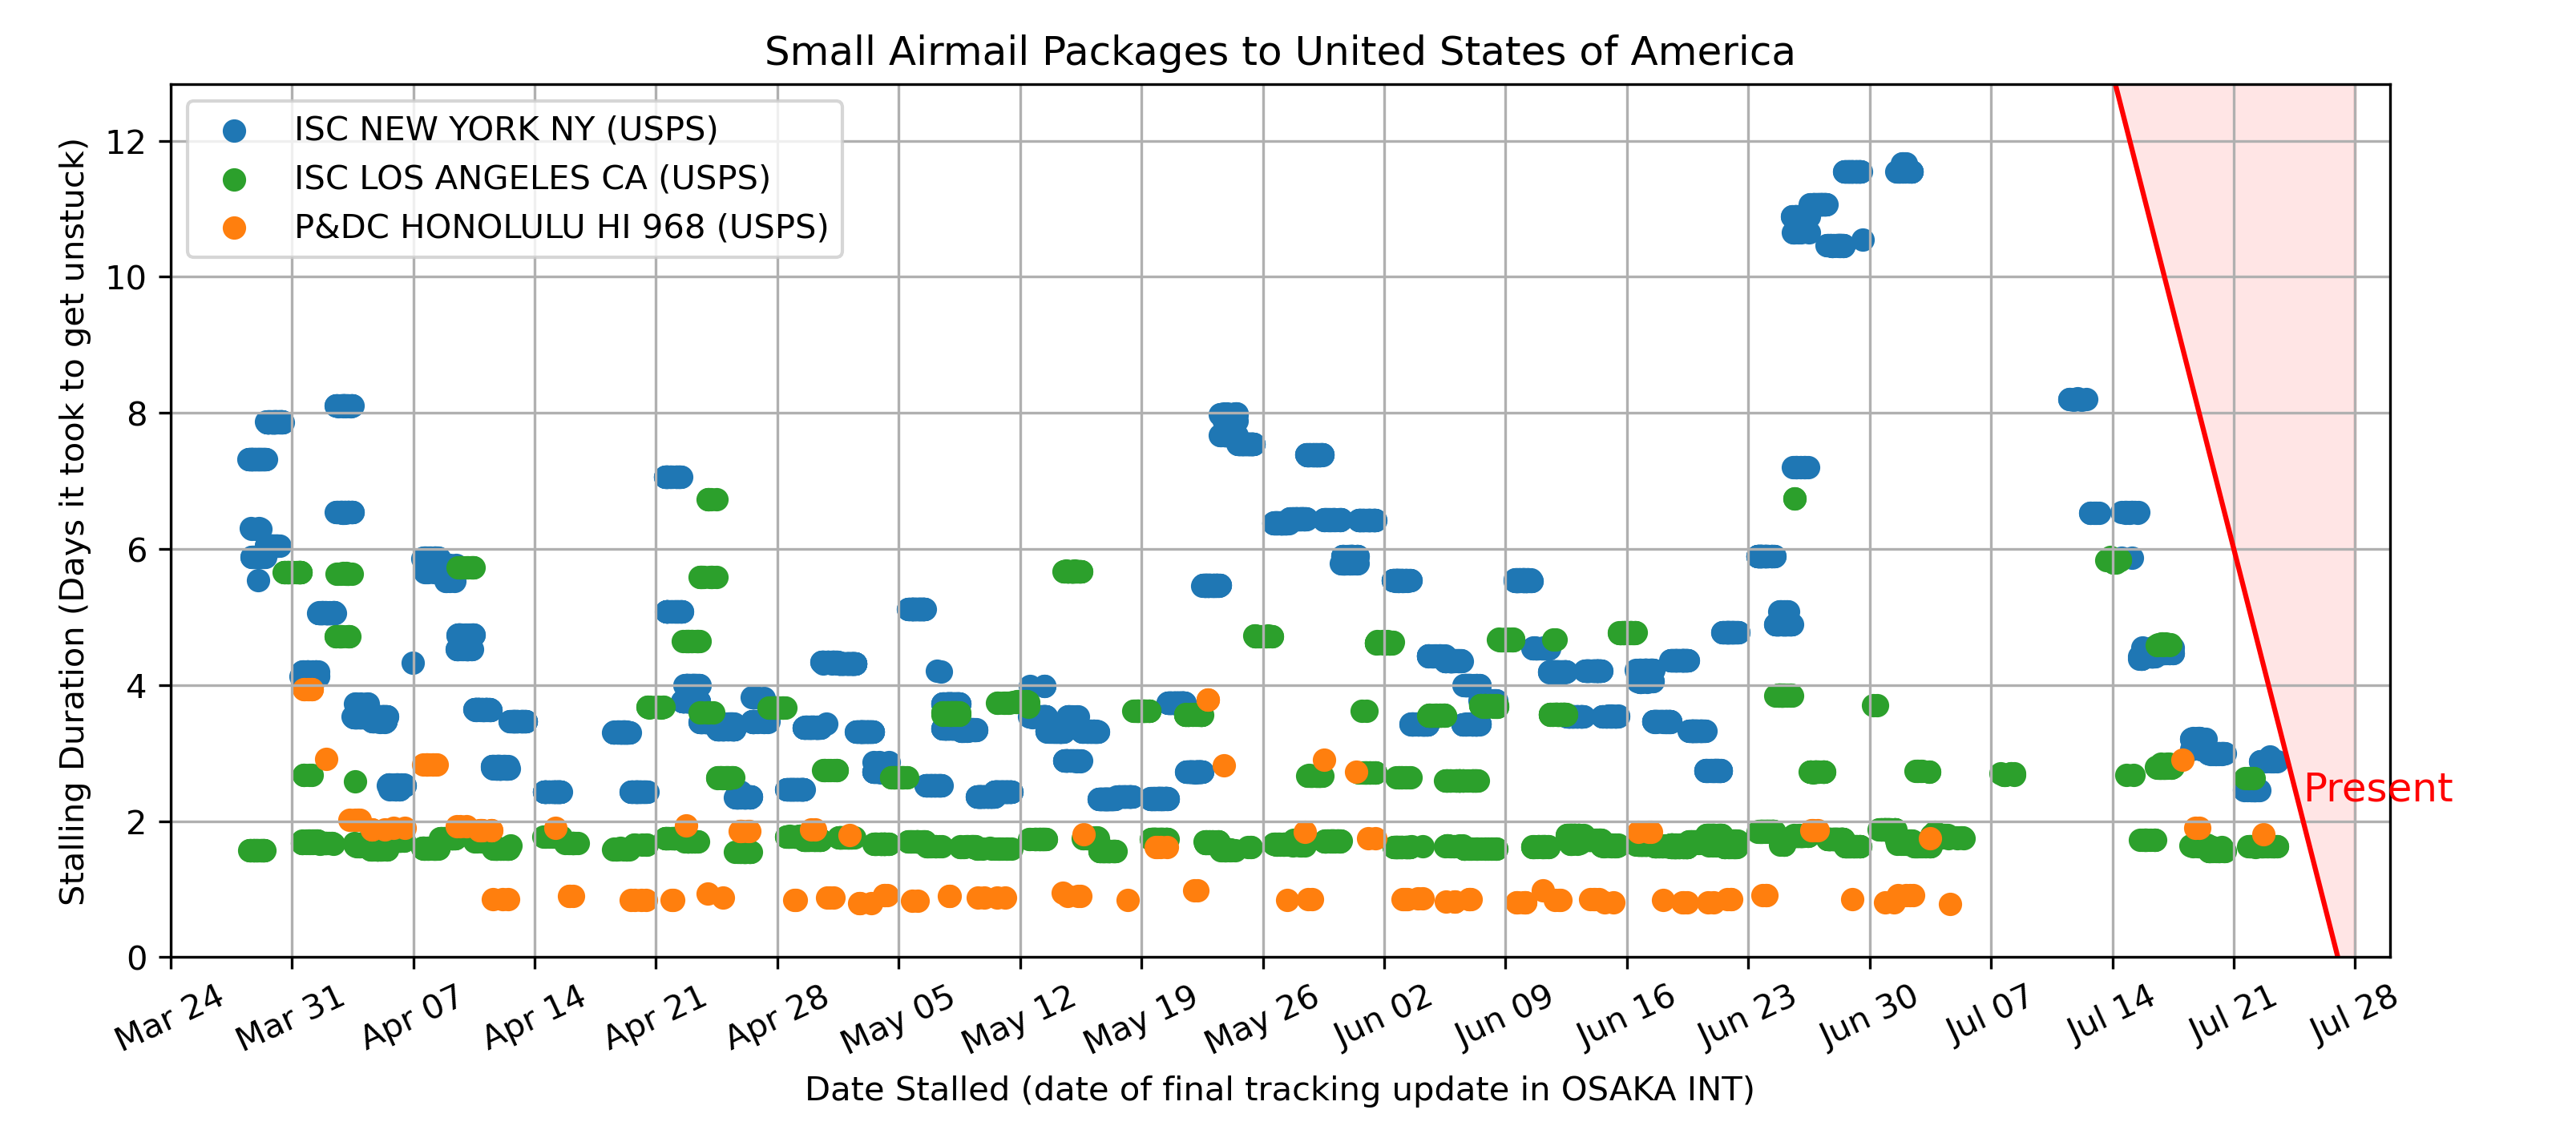 Small Airmail Packages to United States of America
ISC NEW YORK NY (USPS)
ISC LOS ANGELES CA (USPS)
P&DC HONOLULU HI 968 (USPS)
Stalling Duration (Days it took to get unstuck)
12
10
8
6
4
2
0
Present
Mar 24 Mar 31 Apr 07 Apr 14 Apr 21 Apr 28 May 05 May 12 May 19 May 26 Jun 02 Jun 09 Jun 16 Jun 23 Jun 30 Jul 07 Jul 14 Jul 21 Jul 28
Date Stalled (date of final tracking update in OSAKA INT)